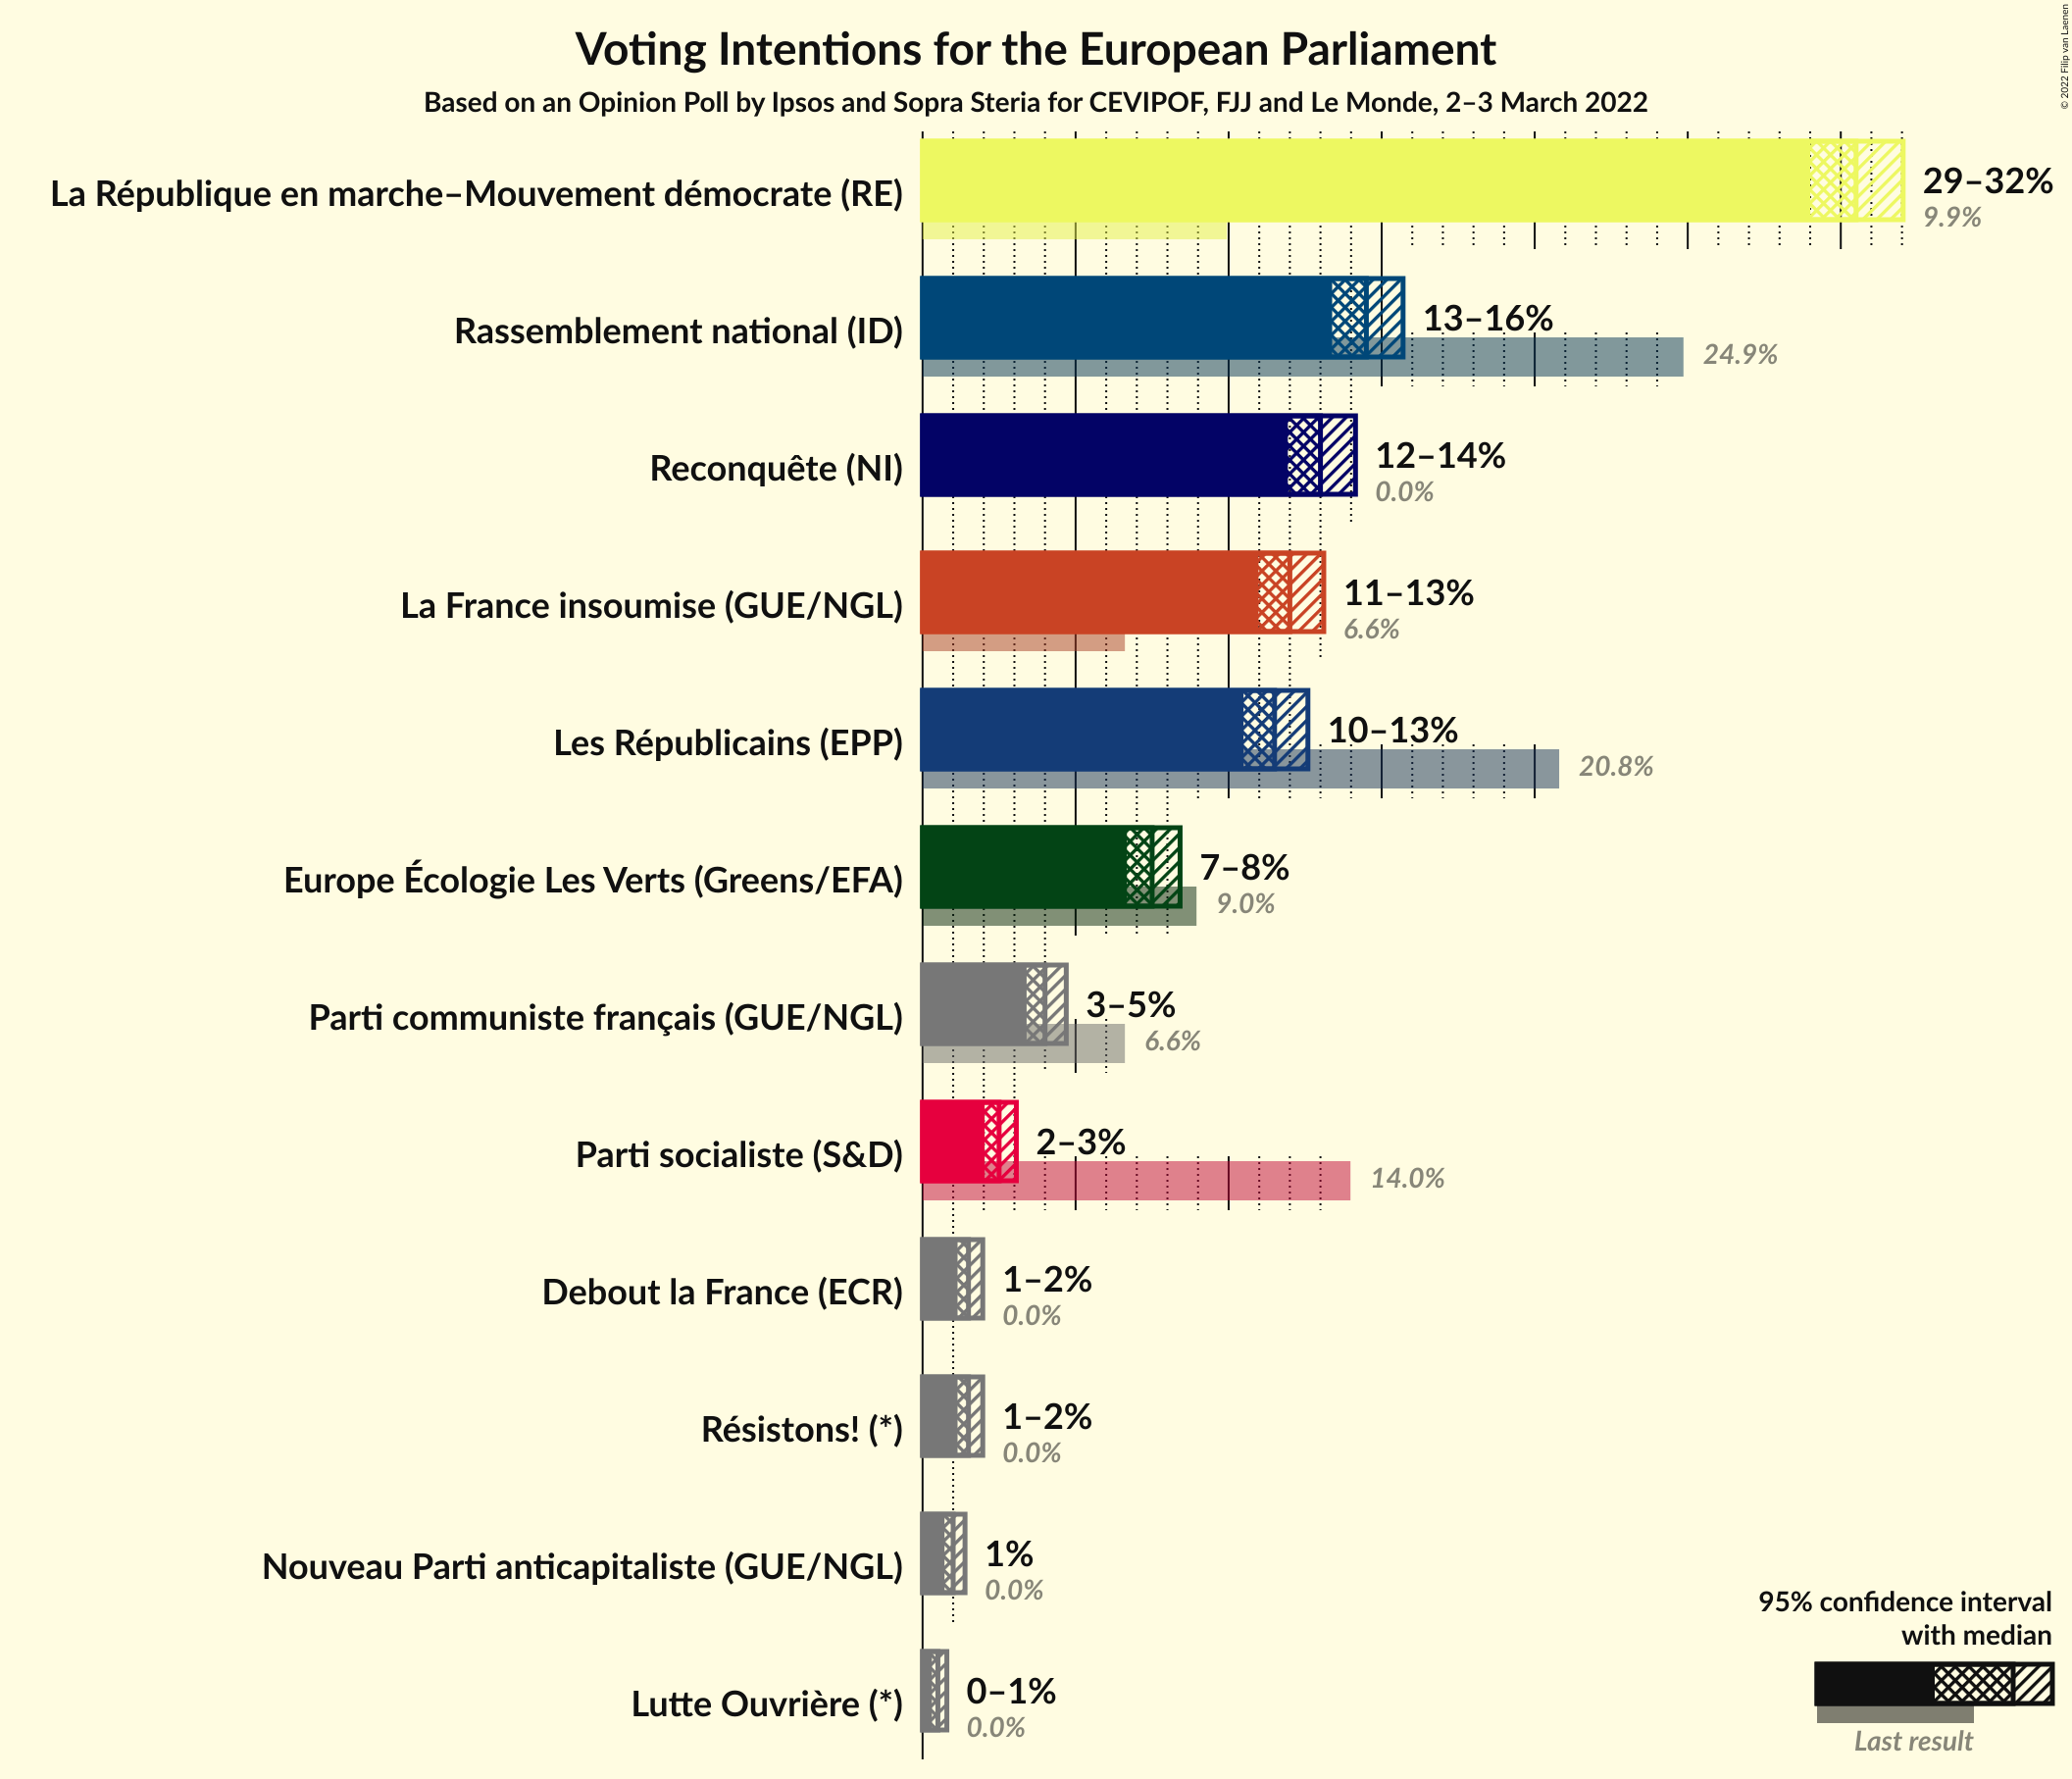 Voting Intentions for the European Parliament
Based on an Opinion Poll by Ipsos and Sopra Steria for CEVIPOF, FJJ and Le Monde, 2–3 March 2022
© 2022 Filip van Laenen
La République en marche–Mouvement démocrate (RE)
29–32%
9.9%
Rassemblement national (ID)
13–16%
24.9%
Reconquête (NI)
12–14%
0.0%
La France insoumise (GUE/NGL)
11–13%
6.6%
Les Républicains (EPP)
10–13%
20.8%
Europe Écologie Les Verts (Greens/EFA)
7–8%
9.0%
Parti communiste français (GUE/NGL)
3–5%
6.6%
Parti socialiste (S&D)
2–3%
14.0%
Debout la France (ECR)
1–2%
0.0%
Résistons! (*)
1–2%
0.0%
Nouveau Parti anticapitaliste (GUE/NGL)
1%
0.0%
Lutte Ouvrière (*)
0–1%
0.0%
95% confidence interval
with median
Last result